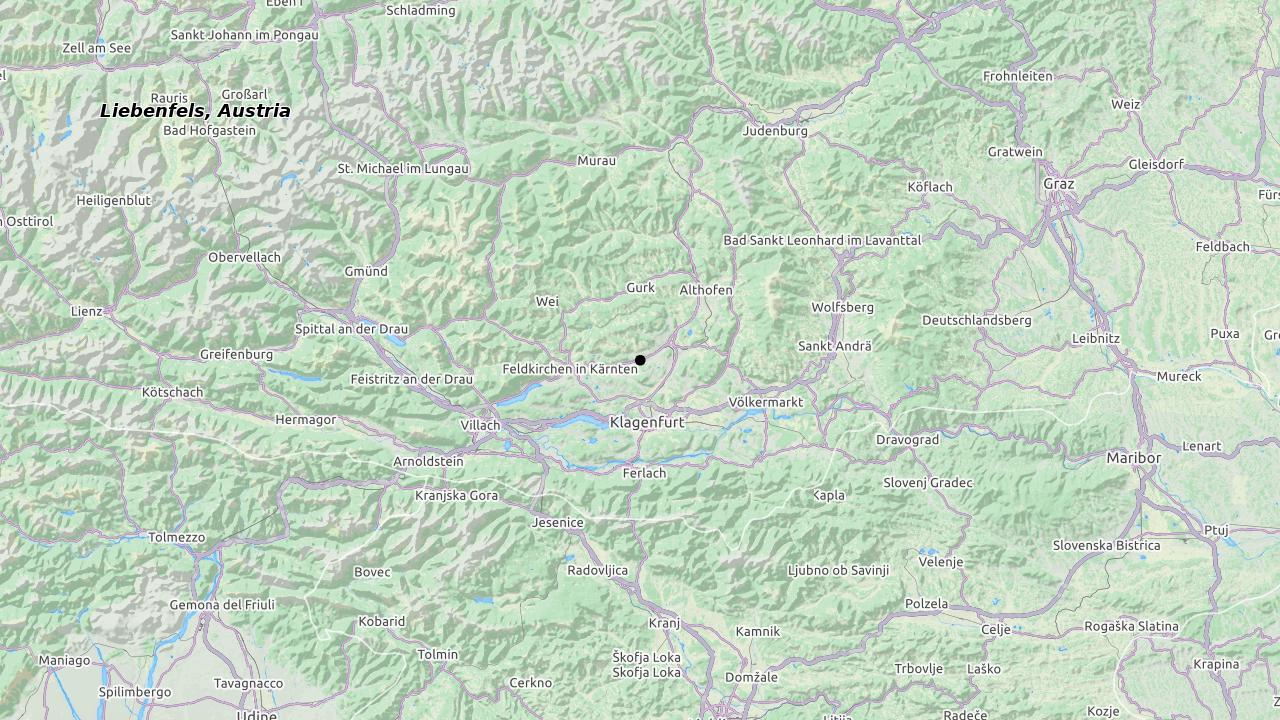 Eben i
Schladming
Sankt Johann im Pongau
Zell am See
Frohnleiten
Rauris
Großarl
Weiz
Liebenfels, Austria
Bad Hofgastein
Judenburg
Gratwein
Murau
St. Michael im Lungau
Gleisdorf
Graz
Köflach
Heiligenblut
Osttirol
Bad Sankt Leonhard im Lavanttal
Feldbach
Obervellach
Gmünd
Gurk
Althofen
Wei
Wolfsberg
Lienz
Deutschlandsberg
Spittal an der Drau
Leibnitz
Puxa
Sankt Andrä
Greifenburg
Feldkirchen in Kärnten
Feistritz an der Drau
Mureck
Kötschach
Völkermarkt
Hermagor
Villach
Klagenfurt
Dravograd
Lenart
Arnoldstein
Maribor
Ferlach
Slovenj Gradec
Kranjska Gora
Kapla
Jesenice
Ptuj
Tolmezzo
Slovenska Bistrica
Velenje
Bovec
Radovljica
Ljubno ob Savinji
Gemona del Friuli
Polzela
Kobarid
Kranj
Kamnik
Celje
Rogaška Slatina
Tolmin
Škofja Loka
Maniago
Krapina
Škofja Loka
Trbovlje
Laško
Domžale
Tavagnacco
Cerkno
Spilimbergo
Kozje
Radeče
Udine
Litija